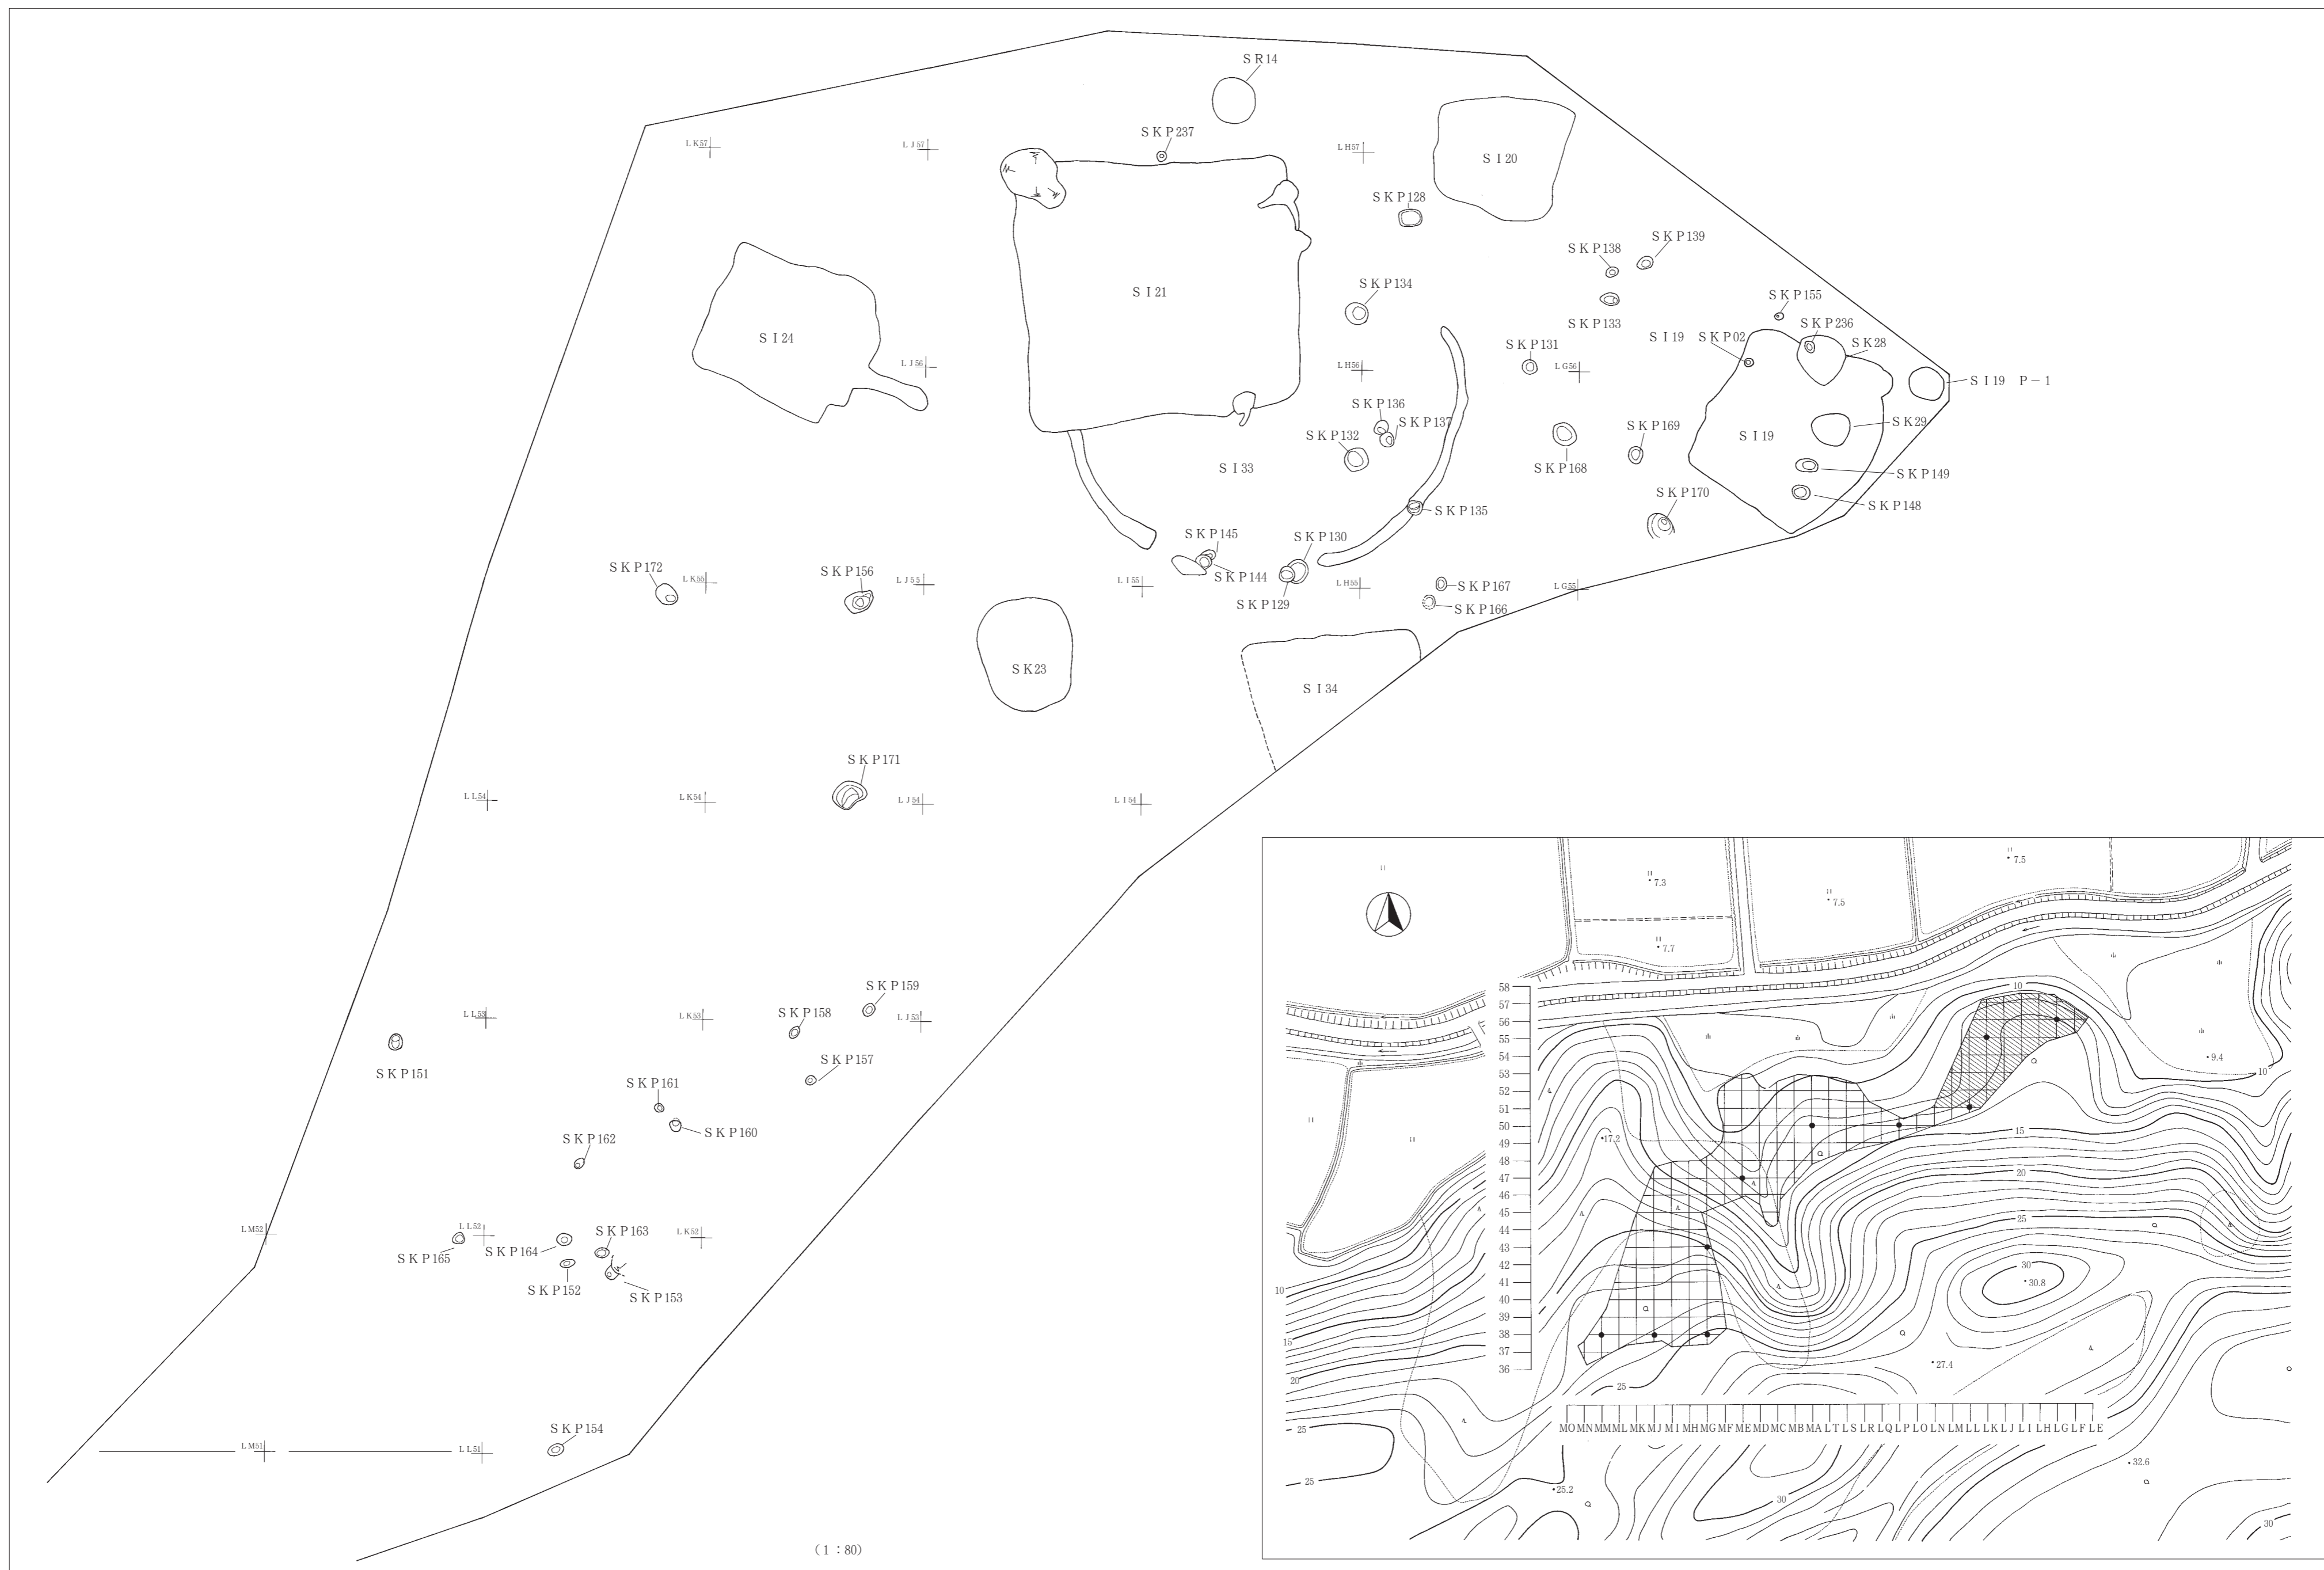 SR14
SKP237
LK57
LJ57
LH57
SI20
SKP128
SKP139
SKP138
SKP134
SI21
SKP155
SKP133
SKP236
SI24
SI19 SKP02
SK28
SKP131
LJ56
LH56
LG56
SI19 P-1
SKP136
SKP137
SK29
SKP169
SKP132
SI19
SI33
SKP168
SKP149
SKP170
SKP148
SKP135
SKP145
SKP130
SKP172
SKP156
LK55
LJ55
LI55
SKP144
LH55
SKP167
LG55
SKP129
SKP166
SK23
SI34
SKP171
LL54
LK54
LJ54
LI54
SKP159
SKP158
LL53
LK53
LJ53
SKP157
SKP151
SKP161
SKP160
SKP162
LM52
LL52
SKP163
LK52
SKP164
SKP165
SKP152
SKP153
SKP154
LM51
LL51
(1:80)
7.5
7.3
7.5
7.7
58
57
56
55
54
53
52
51
50
49
48
47
46
45
44
43
42
41
40
39
38
37
36
10
9.4
10
15
17.2
20
25
30
30.8
10
15
20
27.4
25
MO MN MM ML MK MJ MI MH MG MF ME MD MC MB MA LT LS LR LQ LP LO LN LM LL LK LJ LI LH LG LF LE
25
32.6
25
25.2
30
30